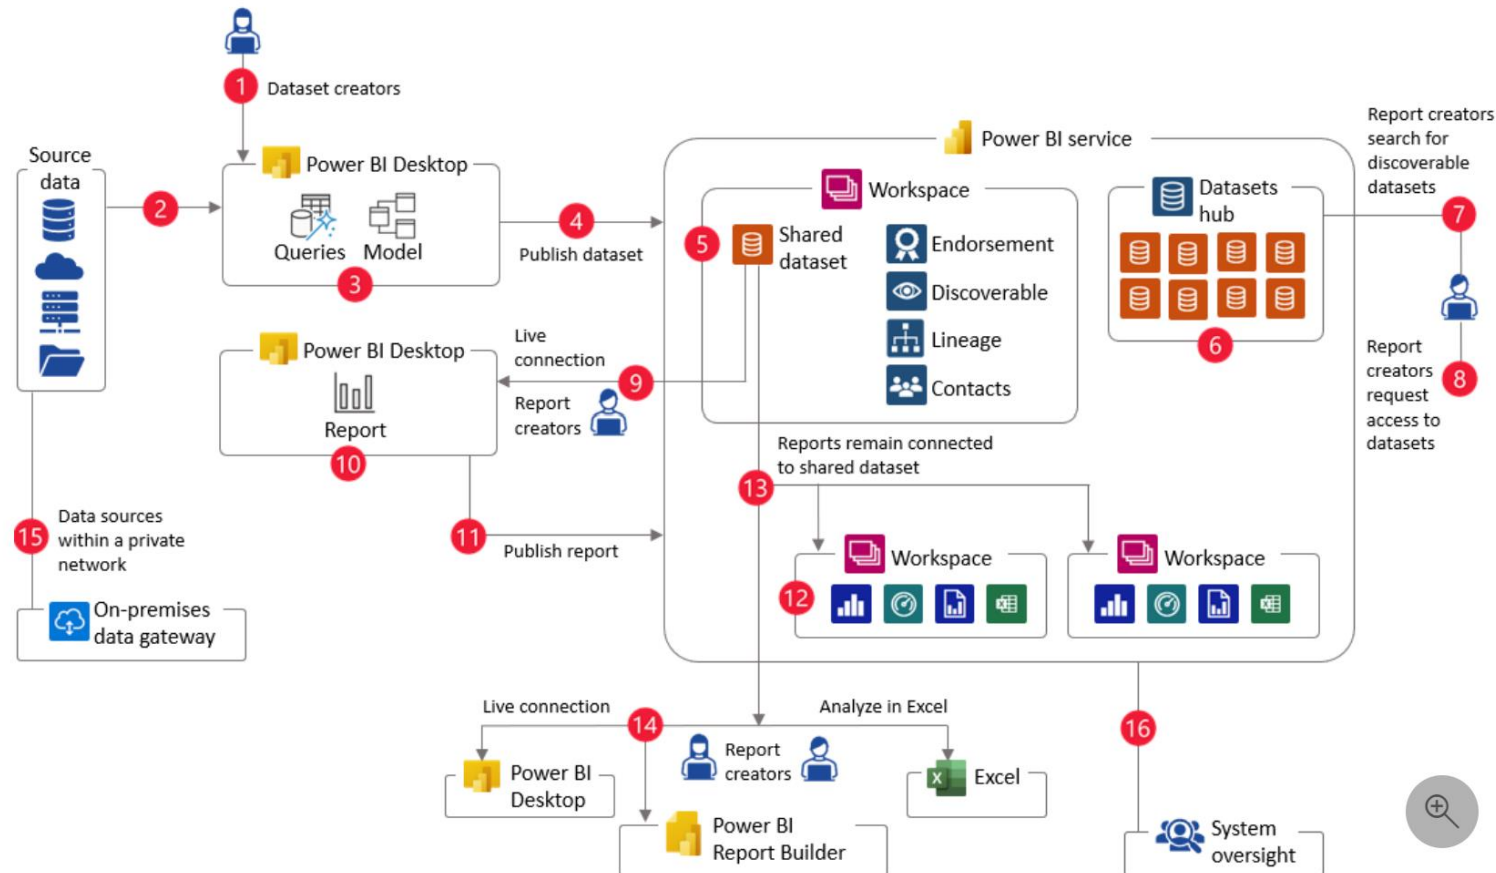 1
Dataset creators
Source
data
Power BI Desktop
2
Queries
Model
3
4
Publish dataset
Power BI service
Workspace
5
Shared
dataset
Endorsement
Discoverable
Lineage
Contacts
Datasets
hub
6
Report creators
search for
discoverable
datasets
7
Report
creators
request
access to
datasets
8
Power BI Desktop
Report
10
Live
connection
9
Report
creators
11
Publish report
Reports remain connected
to shared dataset
13
12
Workspace
Workspace
15
Data sources
within a private
network
On-premises
data gateway
Live connection
14
Analyze in Excel
Report
creators
Power BI
Desktop
Power BI
Report Builder
X
Excel
16
System
oversight